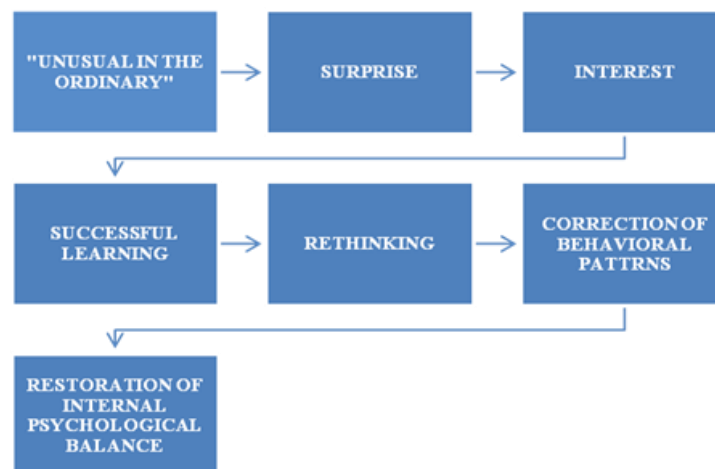 "UNUSUAL IN THE
ORDINARY"
SURPRISE
INTEREST
SUCCESSFUL
LEARNING
RETHINKING
CORRECTION OF
BEHAVIORAL
PATTRNS
RESTORATION OF
INTERNAL
PSYCHOLOGICAL
BALANCE